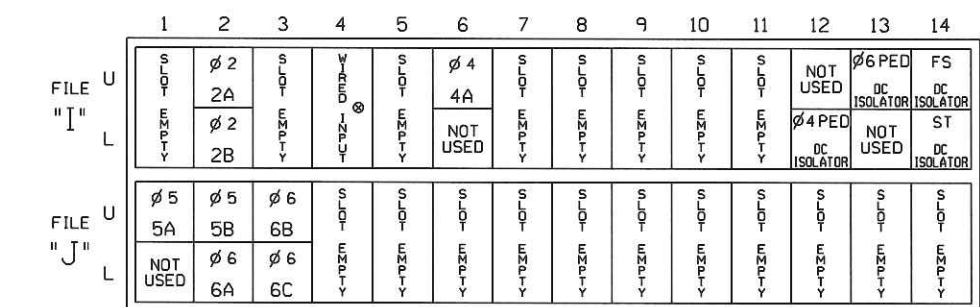 1 2 3 4 5 6 7 8 9 10 11 12 13 14
FILE "I" U L
SLOT EMPTY
Ø 2 2A
Ø 2 2B
SLOT EMPTY
WIRED INPUT ⊗
SLOT EMPTY
Ø 4 4A
NOT USED
SLOT EMPTY
SLOT EMPTY
SLOT EMPTY
SLOT EMPTY
SLOT EMPTY
NOT USED
Ø4 PED DC ISOLATOR
Ø6 PED DC ISOLATOR
NOT USED
FS DC ISOLATOR
ST DC ISOLATOR
FILE "J" U L
Ø 5 5A
NOT USED
Ø 5 5B
Ø 6 6A
Ø 6 6B
Ø 6 6C
SLOT EMPTY
SLOT EMPTY
SLOT EMPTY
SLOT EMPTY
SLOT EMPTY
SLOT EMPTY
SLOT EMPTY
SLOT EMPTY
SLOT EMPTY
SLOT EMPTY
SLOT EMPTY